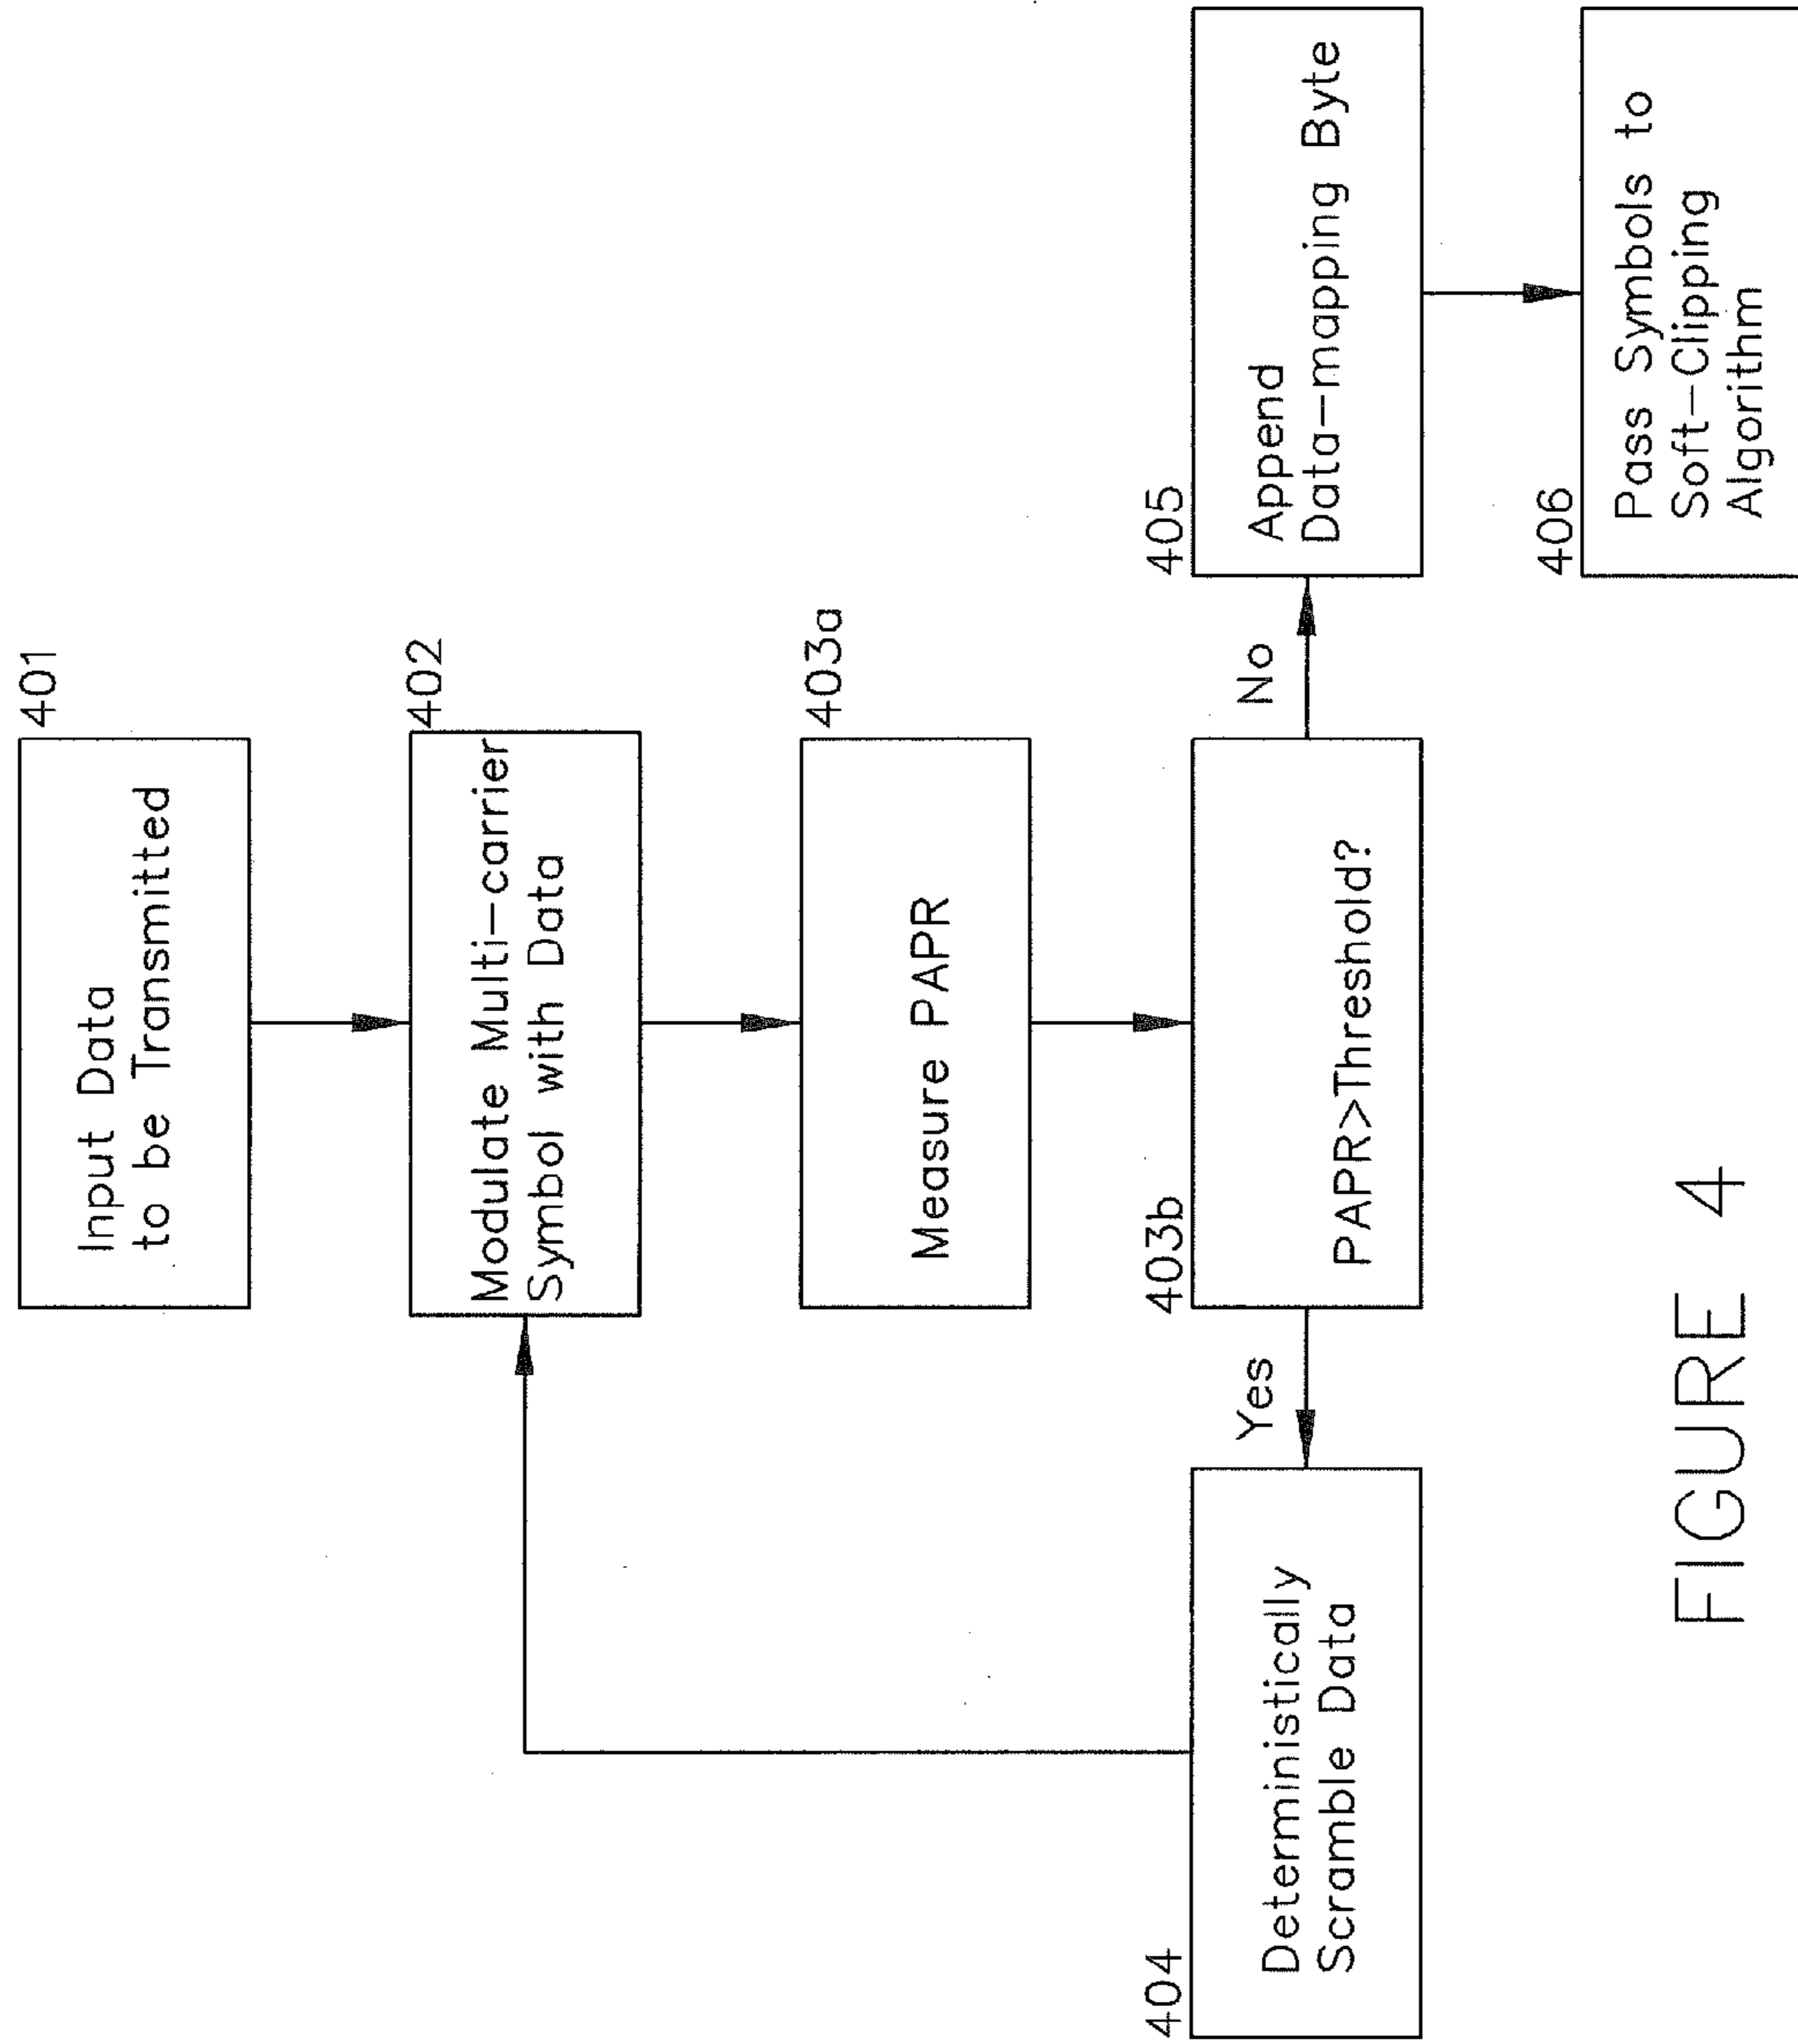 401
Input Data
to be Transmitted
402
Modulate Multi-carrier
Symbol with Data
403a
Measure PAPR
403b
PAPR>Threshold?
Yes
No
404
Deterministically
Scramble Data
405
Append
Data-mapping Byte
406
Pass Symbols to
Soft-Clipping
Algorithm
FIGURE 4